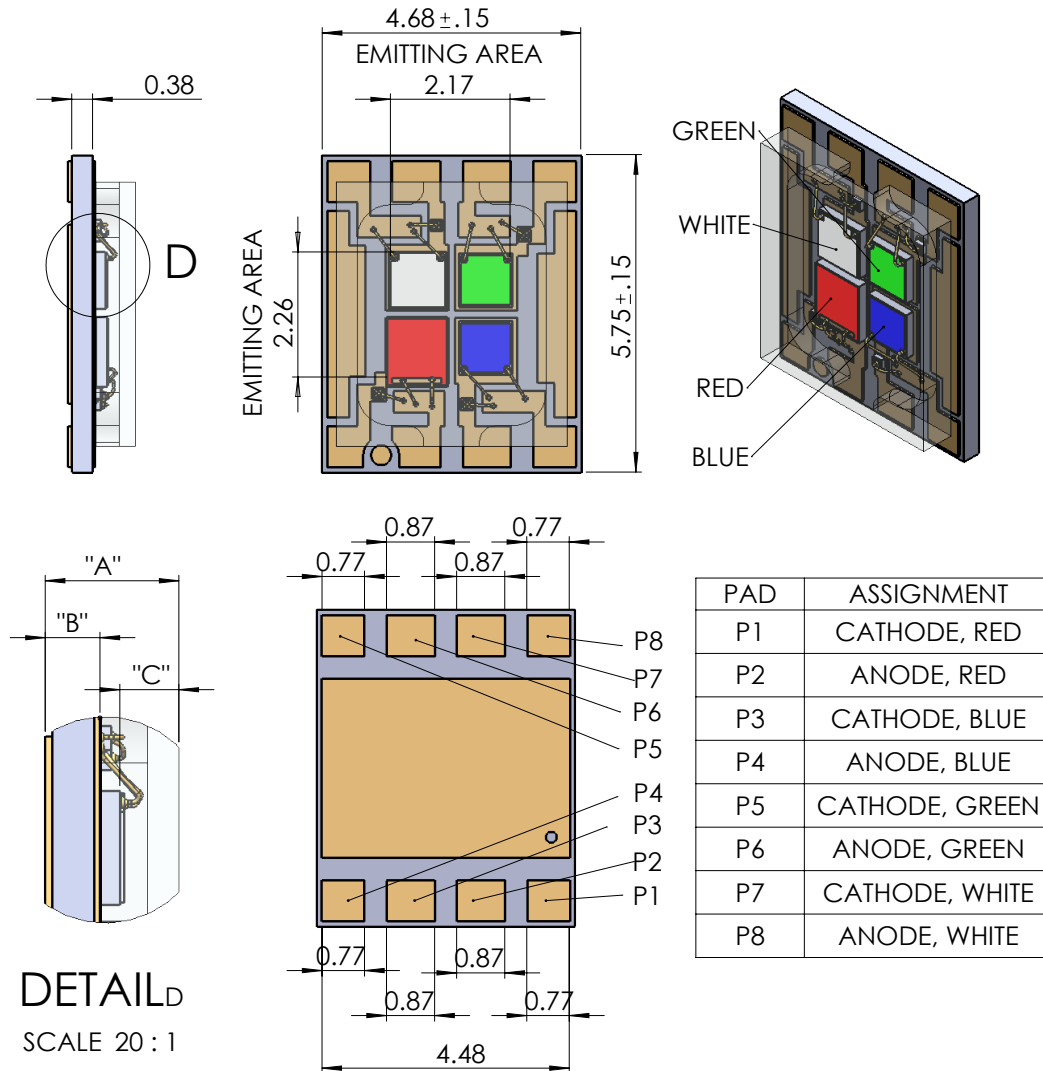 4.68±.15
EMITTING AREA
2.17
0.38
GREEN
WHITE
RED
BLUE
D
EMITTING AREA
2.26
5.75±.15
"A"
"B"
"C"
DETAIL D
SCALE 20 : 1
0.87
0.77
0.77
0.87
P8
P7
P6
P5
P4
P3
P2
P1
0.77
0.87
0.87
0.77
4.48
PAD ASSIGNMENT
P1 CATHODE, RED
P2 ANODE, RED
P3 CATHODE, BLUE
P4 ANODE, BLUE
P5 CATHODE, GREEN
P6 ANODE, GREEN
P7 CATHODE, WHITE
P8 ANODE, WHITE